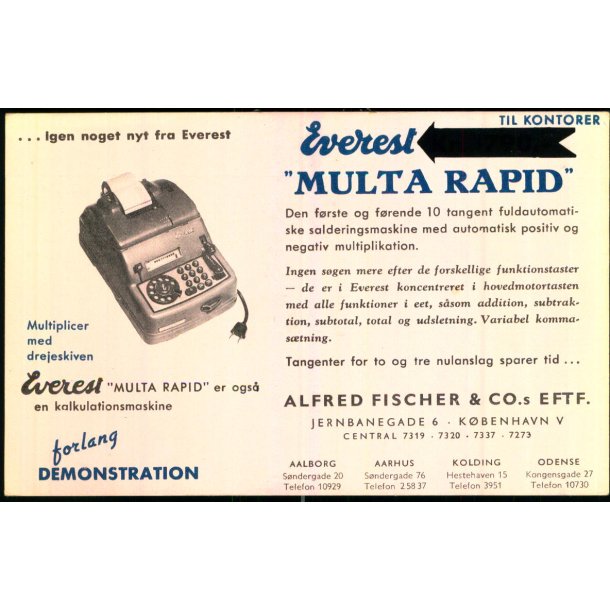 TIL KONTORER
...Igen noget nyt fra Everest
Everest
"MULTA RAPID"
Den første og førende 10 tangent fuldautomati-
ske salderingsmaskine med automatisk positiv og
negativ multiplikation.
Ingen søgen mere efter de forskellige funktionstaster
— de er i Everest koncentreret i hovedmotortasten
med alle funktioner i eet, såsom addition, subtrak-
tion, subtotal, total og udsletning. Variabel komma-
sætning.
Tangenter for to og tre nulanslag sparer tid ...
Multiplicer
med
drejeskiven
Everest "MULTA RAPID" er også
en kalkulationsmaskine
forlang
DEMONSTRATION
ALFRED FISCHER & CO.s EFTF.
JERNBANEGADE 6 · KØBENHAVN V
CENTRAL 7319 · 7320 · 7337 · 7273
AALBORG
Søndergade 20
Telefon 10929
AARHUS
Søndergade 76
Telefon 25837
KOLDING
Hestehaven 15
Telefon 3951
ODENSE
Kongensgade 27
Telefon 10730